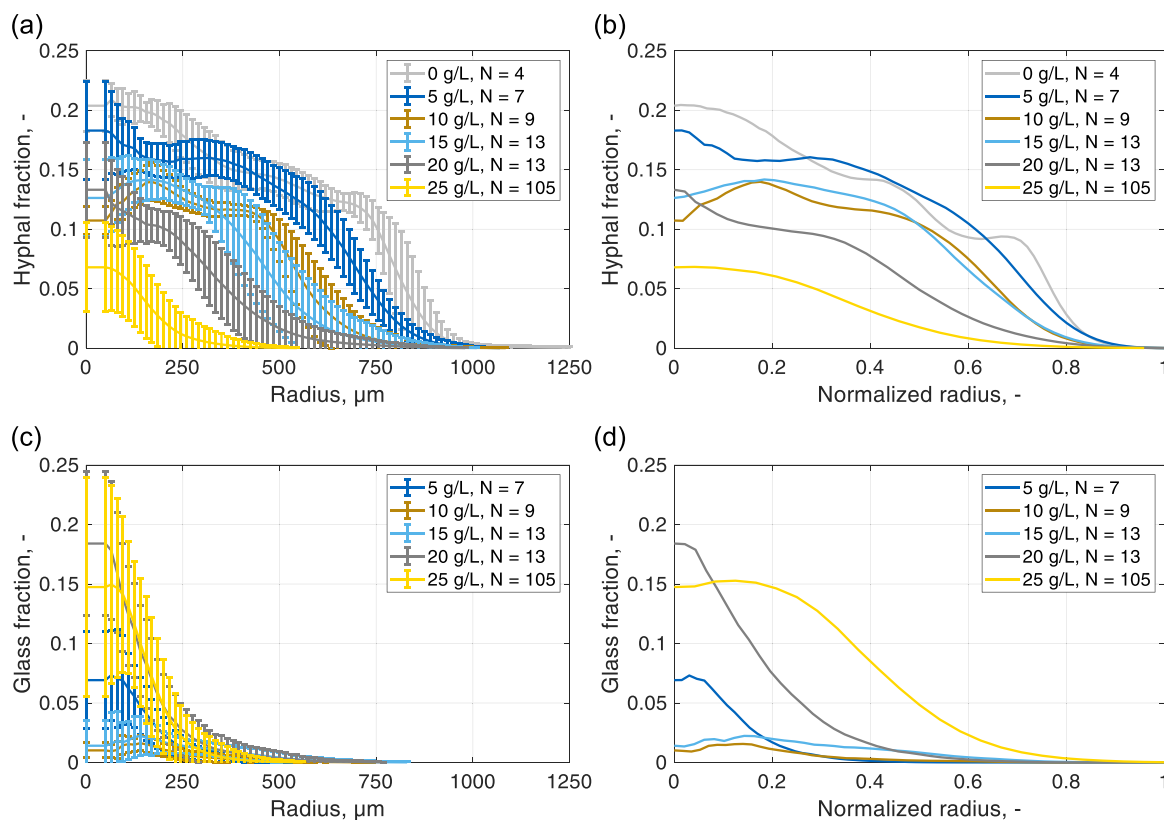 (a)
0.25
0.2
0.15
0.1
0.05
0
Hyphal fraction, -
0 g/L, N = 4
5 g/L, N = 7
10 g/L, N = 9
15 g/L, N = 13
20 g/L, N = 13
25 g/L, N = 105
0 250 500 750 1000 1250
Radius, µm
(b)
0.25
0.2
0.15
0.1
0.05
0
Hyphal fraction, -
0 g/L, N = 4
5 g/L, N = 7
10 g/L, N = 9
15 g/L, N = 13
20 g/L, N = 13
25 g/L, N = 105
0 0.2 0.4 0.6 0.8 1
Normalized radius, -
(c)
0.25
0.2
0.15
0.1
0.05
0
Glass fraction, -
5 g/L, N = 7
10 g/L, N = 9
15 g/L, N = 13
20 g/L, N = 13
25 g/L, N = 105
0 250 500 750 1000 1250
Radius, µm
(d)
0.25
0.2
0.15
0.1
0.05
0
Glass fraction, -
5 g/L, N = 7
10 g/L, N = 9
15 g/L, N = 13
20 g/L, N = 13
25 g/L, N = 105
0 0.2 0.4 0.6 0.8 1
Normalized radius, -